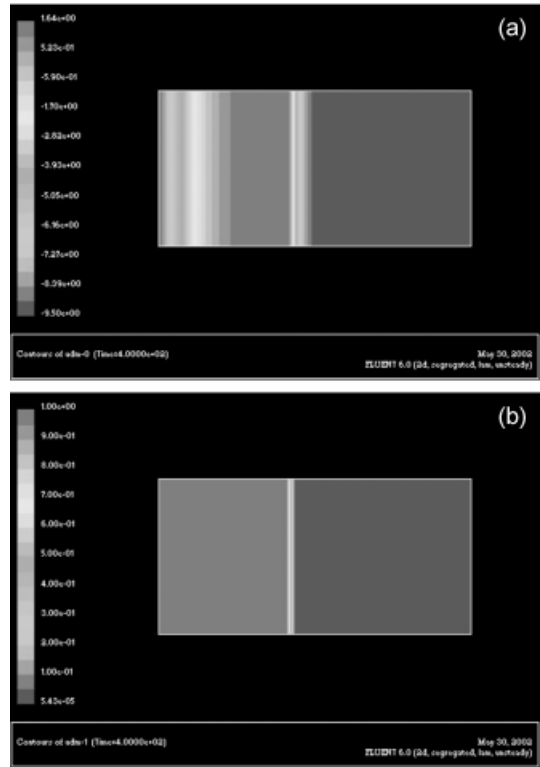 (a)
1.64e+00
5.23e-01
-5.90e-01
-1.70e+00
-2.82e+00
-3.93e+00
-5.05e+00
-6.16e+00
-7.27e+00
-8.39e+00
-9.50e+00
Contours of udm-0 (Time=4.0000e+02)
May 30, 2002
FLUENT 6.0 (2d, segregated, lam, unsteady)
(b)
1.00e+00
9.00e-01
8.00e-01
7.00e-01
6.00e-01
5.00e-01
4.00e-01
3.00e-01
2.00e-01
1.00e-01
5.43e-05
Contours of udm-1 (Time=4.0000e+02)
May 30, 2002
FLUENT 6.0 (2d, segregated, lam, unsteady)